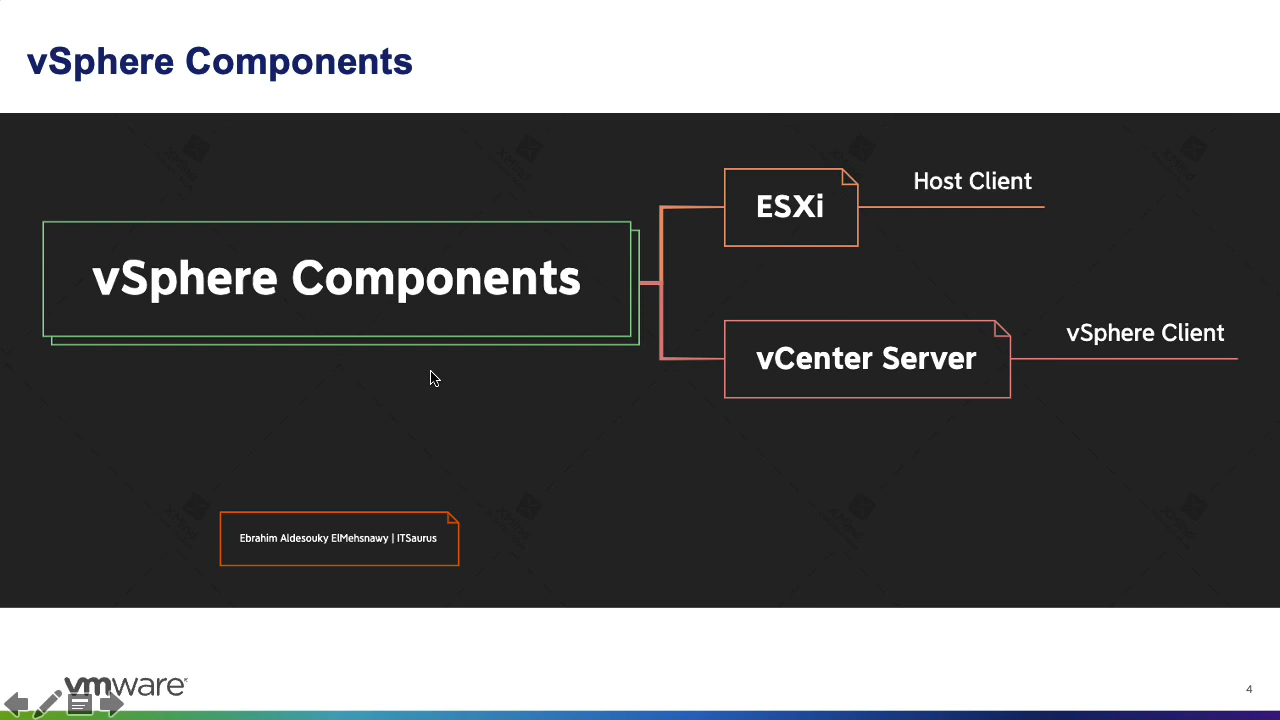 vSphere Components
vSphere Components
ESXi
Host Client
vCenter Server
vSphere Client
Ebrahim Aldesouky ElMehsnawy | ITSaurus
vmware®
4